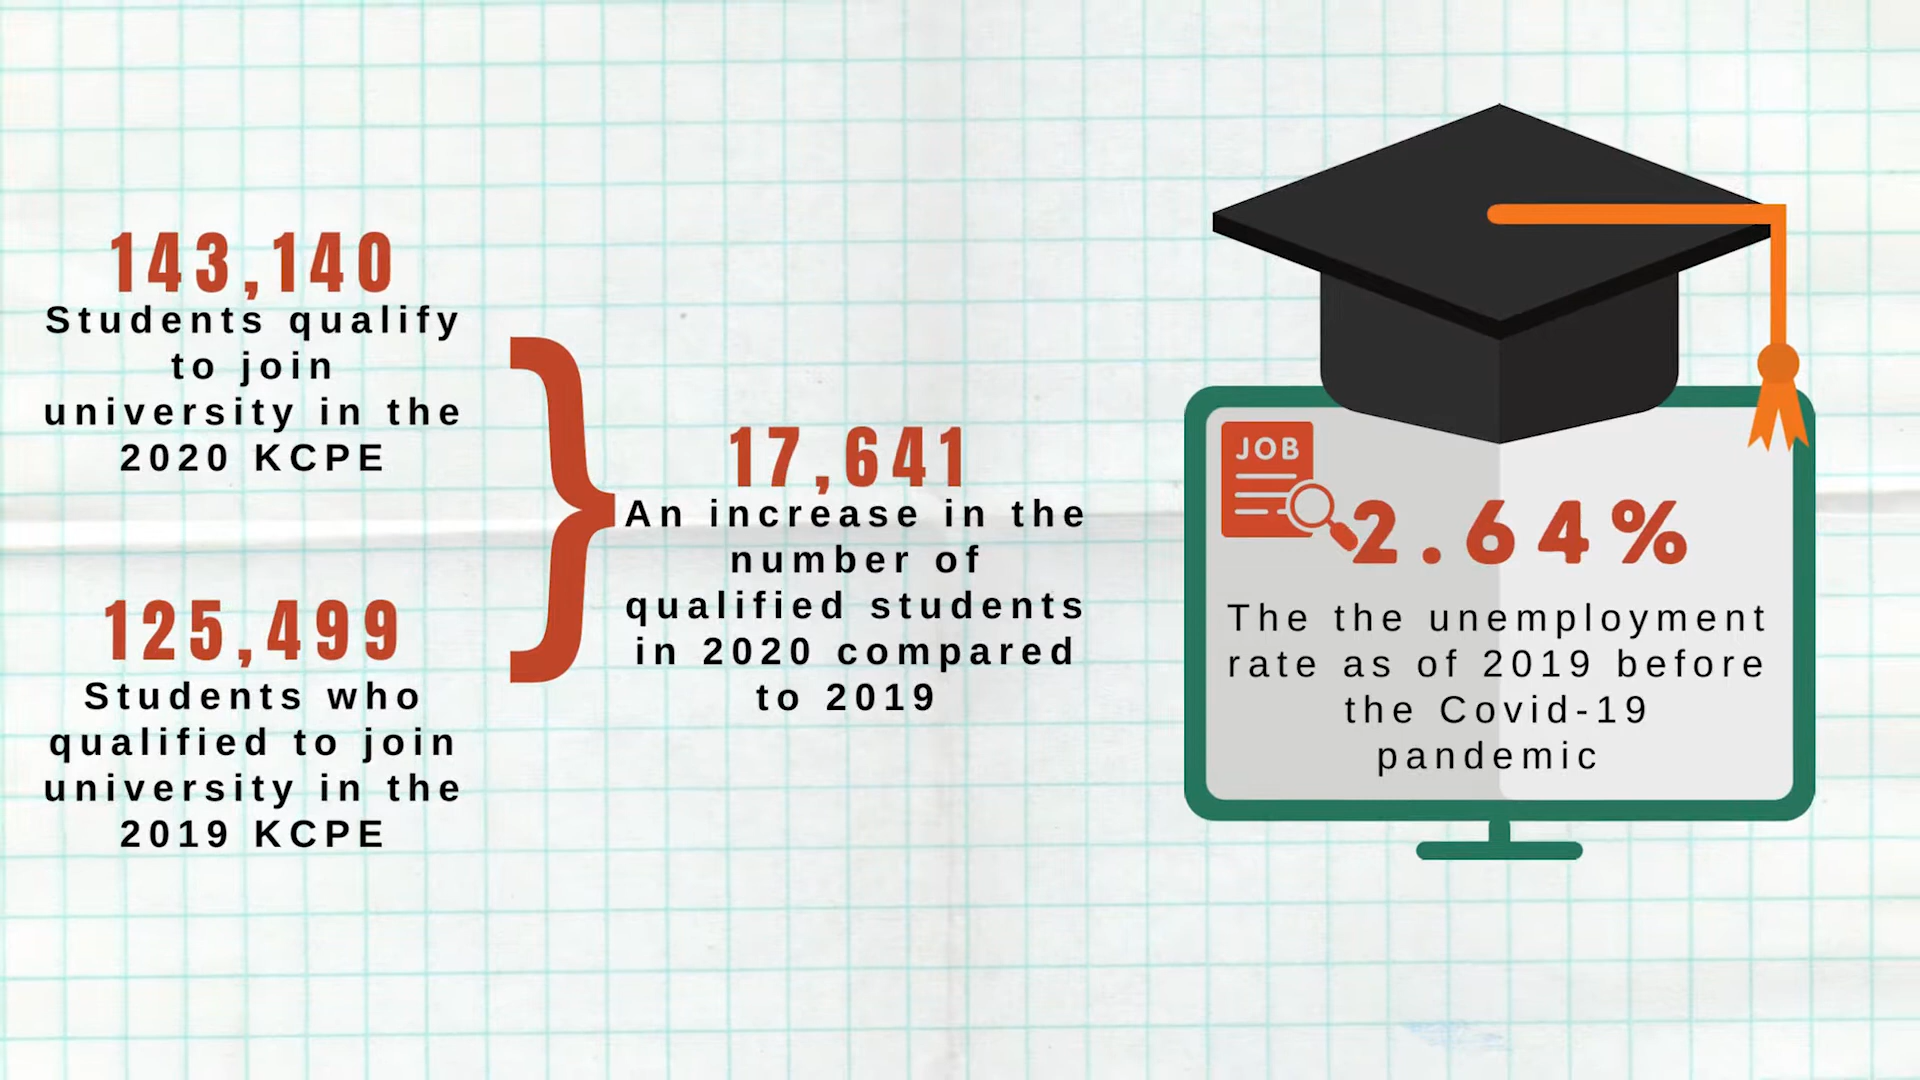 143,140
Students qualify
to join
university in the
2020 KCPE
125,499
Students who
qualified to join
university in the
2019 KCPE
17,641
An increase in the
number of
qualified students
in 2020 compared
to 2019
JOB
2.64%
The the unemployment
rate as of 2019 before
the Covid-19
pandemic